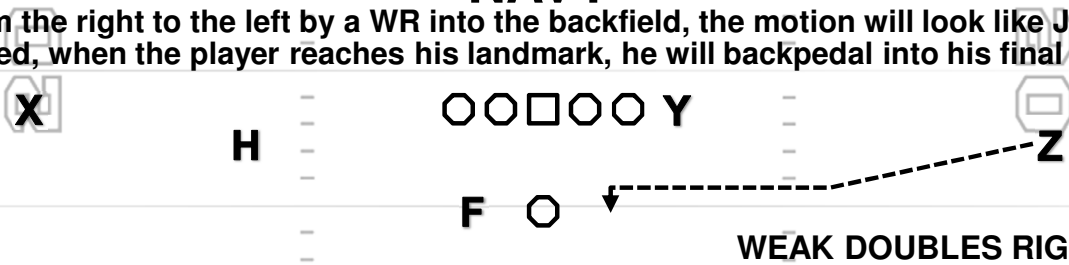 the right to the left by a WR into the backfield, the motion will look like J
ed, when the player reaches his landmark, he will backpedal into his final
X
Y
H
Z
F
WEAK DOUBLES RIG